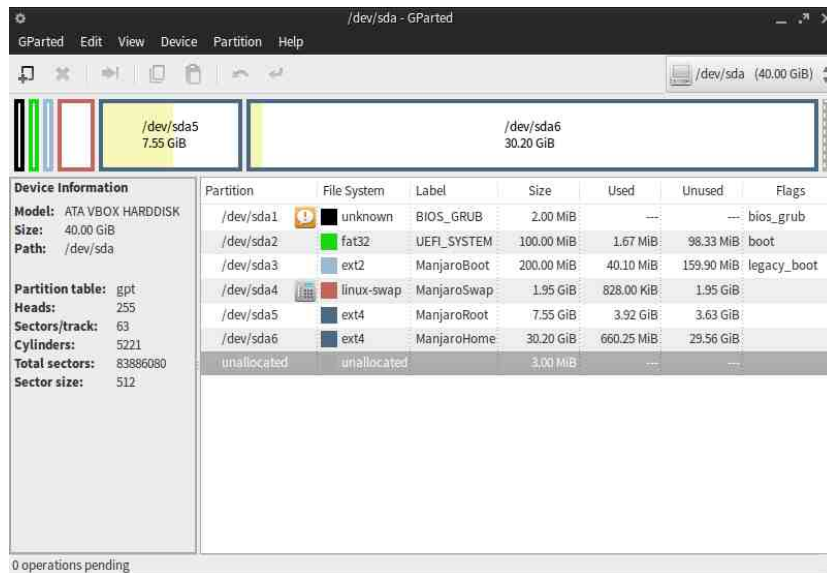 /dev/sda - GParted
GParted Edit View Device Partition Help
/dev/sda (40.00 GiB)
/dev/sda5
7.55 GiB
/dev/sda6
30.20 GiB
Device Information
Model: ATA VBOX HARDDISK
Size: 40.00 GiB
Path: /dev/sda
Partition table: gpt
Heads: 255
Sectors/track: 63
Cylinders: 5221
Total sectors: 83886080
Sector size: 512
Partition File System Label Size Used Unused Flags
/dev/sda1 unknown BIOS_GRUB 2.00 MiB --- --- bios_grub
/dev/sda2 fat32 UEFI_SYSTEM 100.00 MiB 1.67 MiB 98.33 MiB boot
/dev/sda3 ext2 ManjaroBoot 200.00 MiB 40.10 MiB 159.90 MiB legacy_boot
/dev/sda4 linux-swap ManjaroSwap 1.95 GiB 828.00 KiB 1.95 GiB
/dev/sda5 ext4 ManjaroRoot 7.55 GiB 3.92 GiB 3.63 GiB
/dev/sda6 ext4 ManjaroHome 30.20 GiB 660.25 MiB 29.56 GiB
unallocated unallocated 3.00 MiB --- ---
0 operations pending